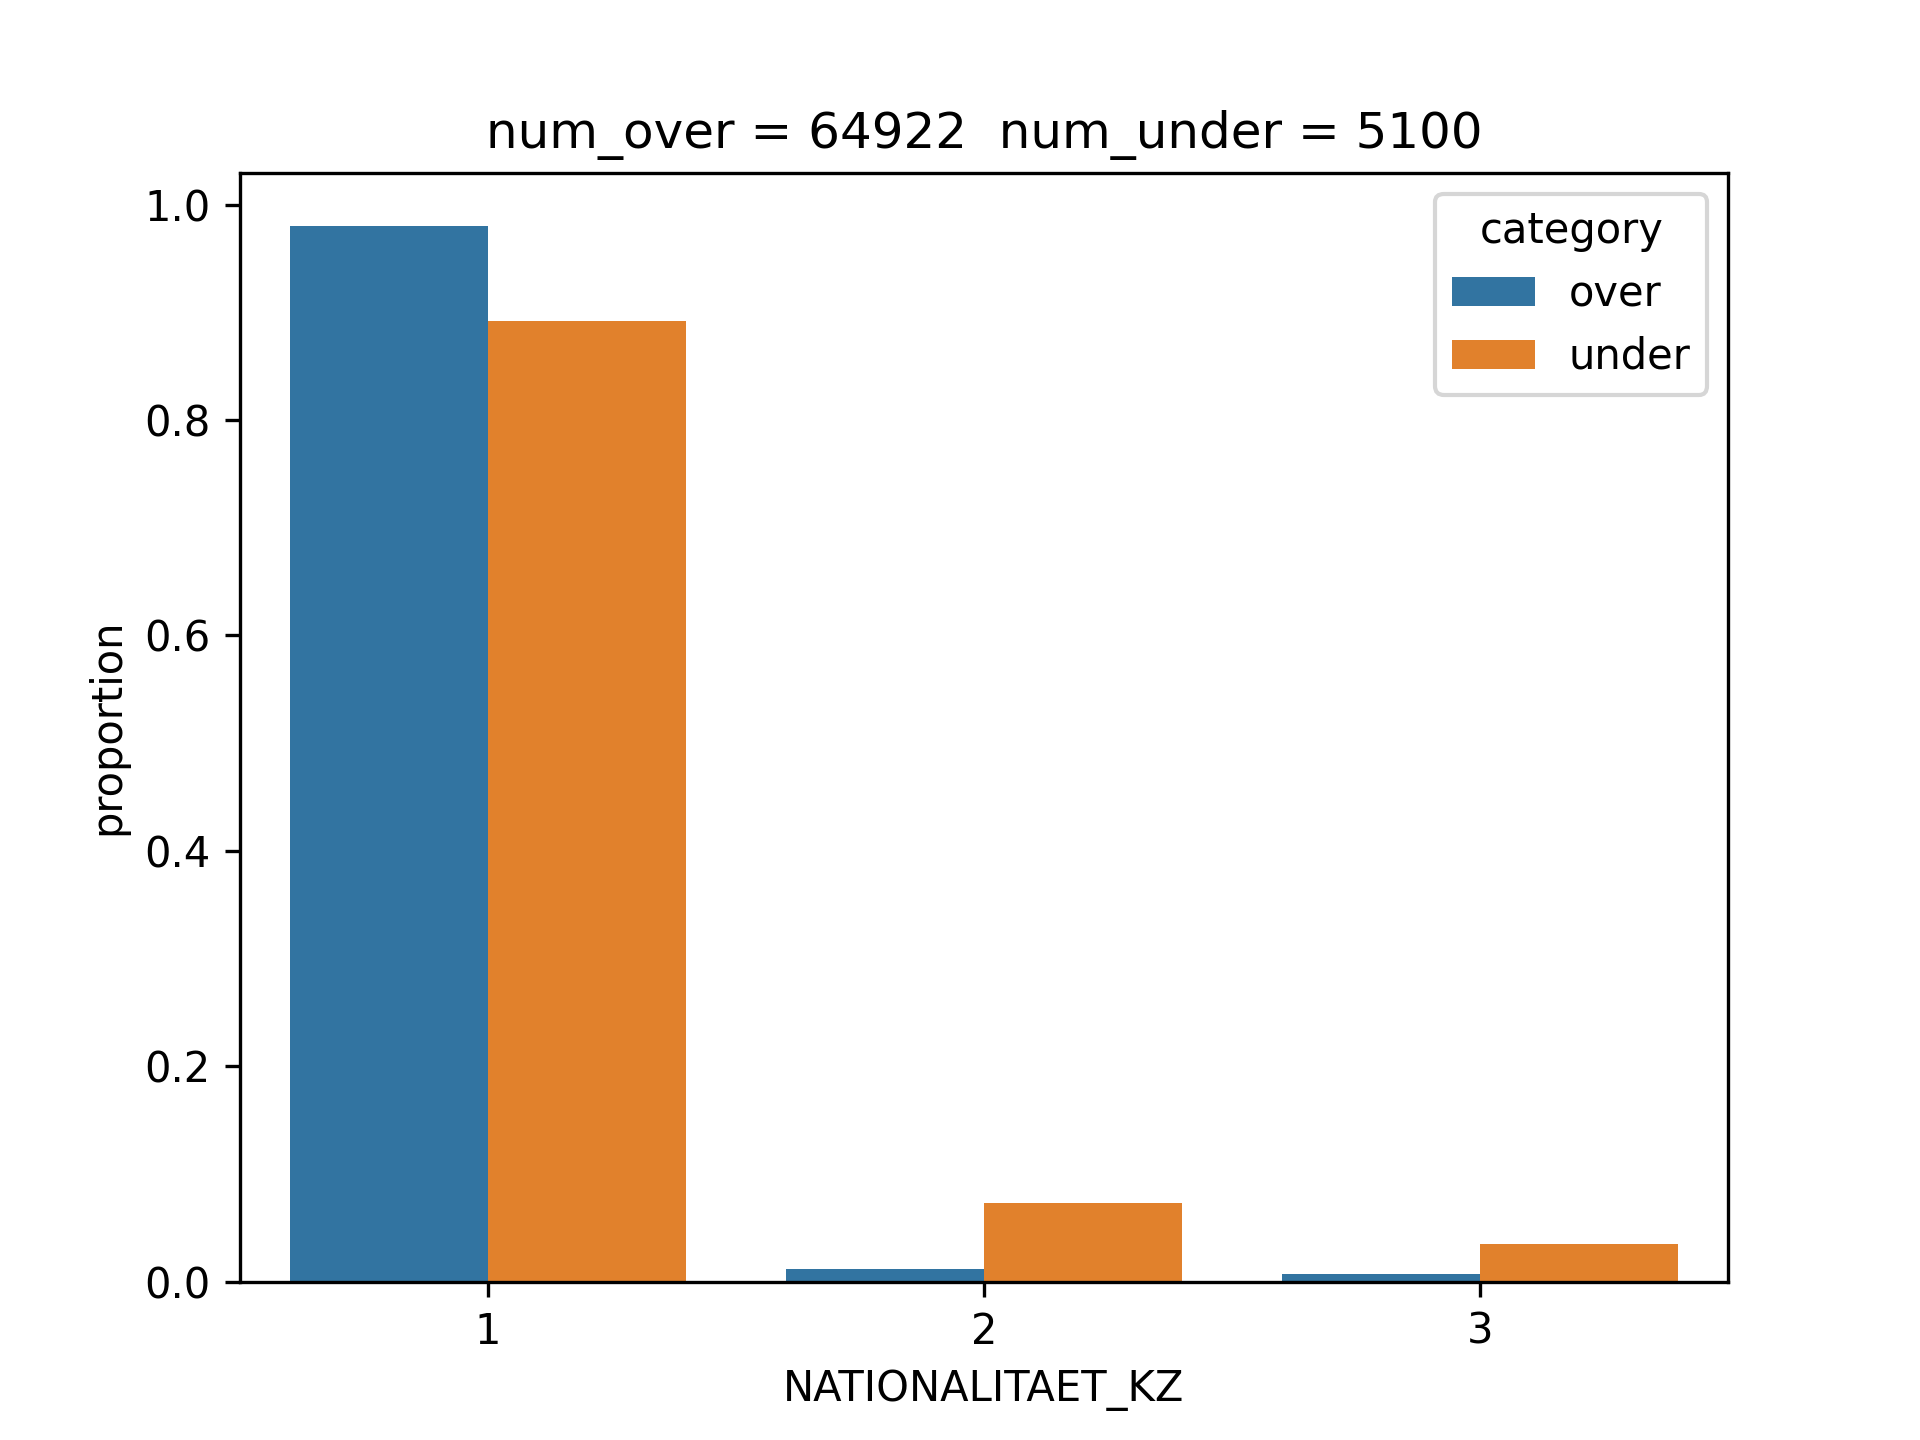 num_over = 64922  num_under = 5100
category
over
under
1.0
0.8
0.6
0.4
0.2
0.0
proportion
1
2
3
NATIONALITAET_KZ